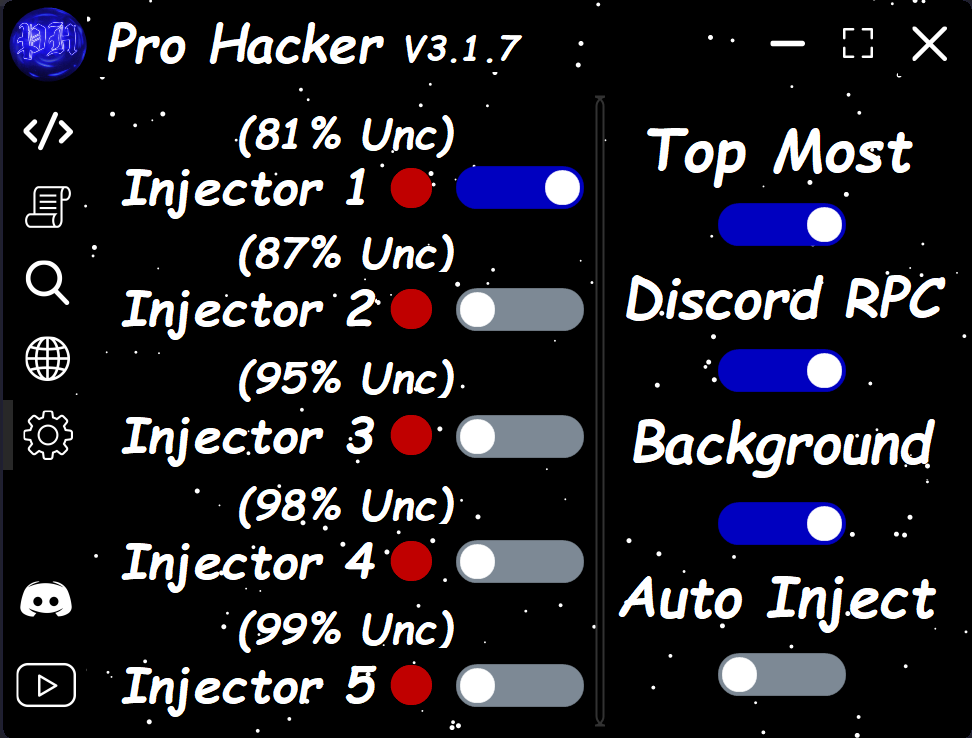 PH
Pro Hacker V3.1.7
(81% Unc)
Injector 1
(87% Unc)
Injector 2
(95% Unc)
Injector 3
(98% Unc)
Injector 4
(99% Unc)
Injector 5
Top Most
Discord RPC
Background
Auto Inject